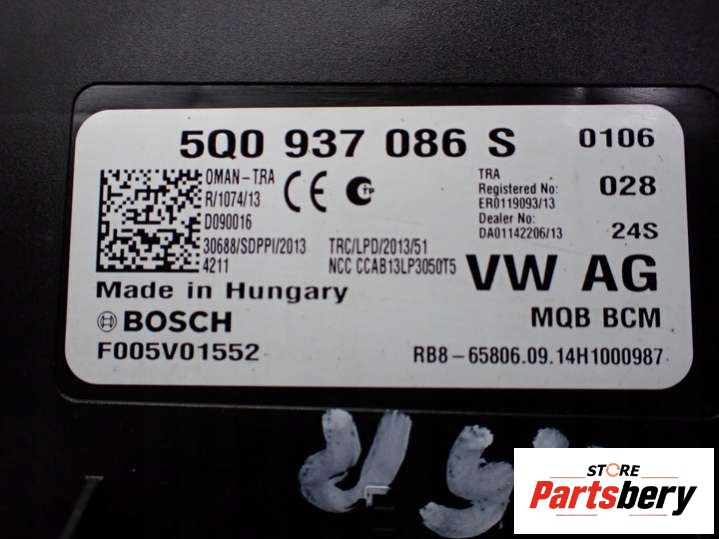 5Q0 937 086 S 0106
OMAN-TRA
R/1074/13
D090016
30688/SDPPI/2013
4211
CE
TRC/LPD/2013/51
NCC CCAB13LP3050T5
TRA
Registered No:
ER0119093/13
Dealer No:
DA01142206/13
028
24S
VW AG
Made in Hungary
BOSCH
MQB BCM
F005V01552
RB8-65806.09.14H1000987
STORE
Partsbery